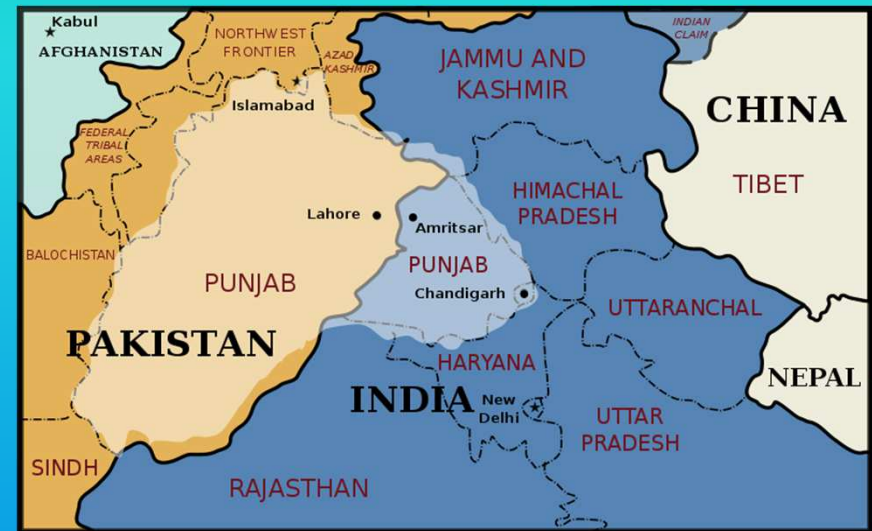 Kabul
AFGHANISTAN
NORTHWEST
FRONTIER
AZAD
KASHMIR
INDIAN
CLAIM
JAMMU AND
KASHMIR
CHINA
TIBET
Islamabad
FEDERAL
TRIBAL
AREAS
HIMACHAL
PRADESH
Lahore
Amritsar
BALOCHISTAN
PUNJAB
PUNJAB
Chandigarh
UTTARANCHAL
PAKISTAN
HARYANA
NEPAL
INDIA
New
Delhi
UTTAR
PRADESH
SINDH
RAJASTHAN